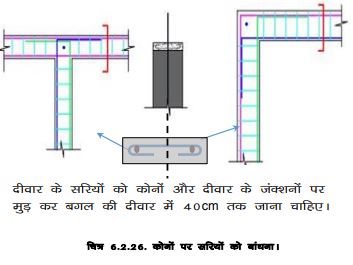 दीवार के सरियों को कोनों और दीवार के जंक्शनों पर
मुड़ कर बगल की दीवार में 40cm तक जाना चाहिए।
चित्र 6.2.26. कोनों पर सरियों को बांधना।